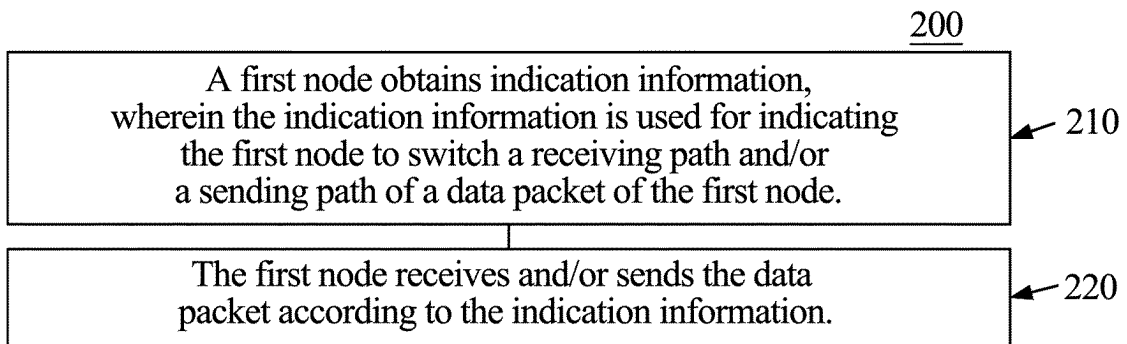 200
A first node obtains indication information,
wherein the indication information is used for indicating
the first node to switch a receiving path and/or
a sending path of a data packet of the first node.
210
The first node receives and/or sends the data
packet according to the indication information.
220